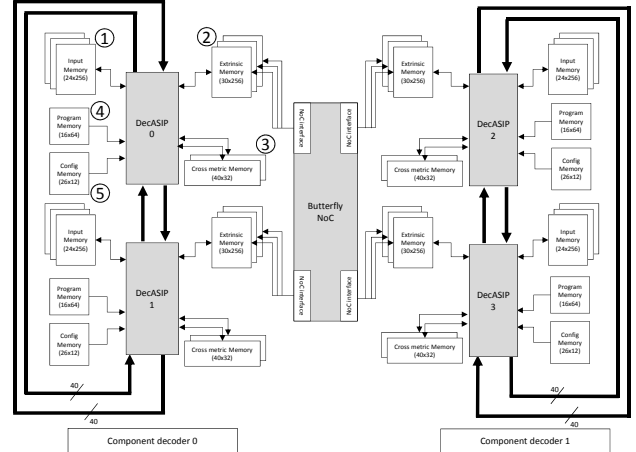 ①
Input
Memory
(24x256)
②
Extrinsic
Memory
(30x256)
④
Program
Memory
(16x64)
DecASIP
0
③
Config
Memory
(26x12)
Cross metric Memory
(40x32)
⑤
Input
Memory
(24x256)
Extrinsic
Memory
(30x256)
Program
Memory
(16x64)
DecASIP
1
Config
Memory
(26x12)
Cross metric Memory
(40x32)
40
40
Component decoder 0
NoC interface
NoC interface
Butterfly
NoC
NoC interface
NoC interface
Extrinsic
Memory
(30x256)
Input
Memory
(24x256)
DecASIP
2
Program
Memory
(16x64)
Cross metric Memory
(40x32)
Config
Memory
(26x12)
Extrinsic
Memory
(30x256)
Input
Memory
(24x256)
DecASIP
3
Program
Memory
(16x64)
Cross metric Memory
(40x32)
Config
Memory
(26x12)
40
40
Component decoder 1